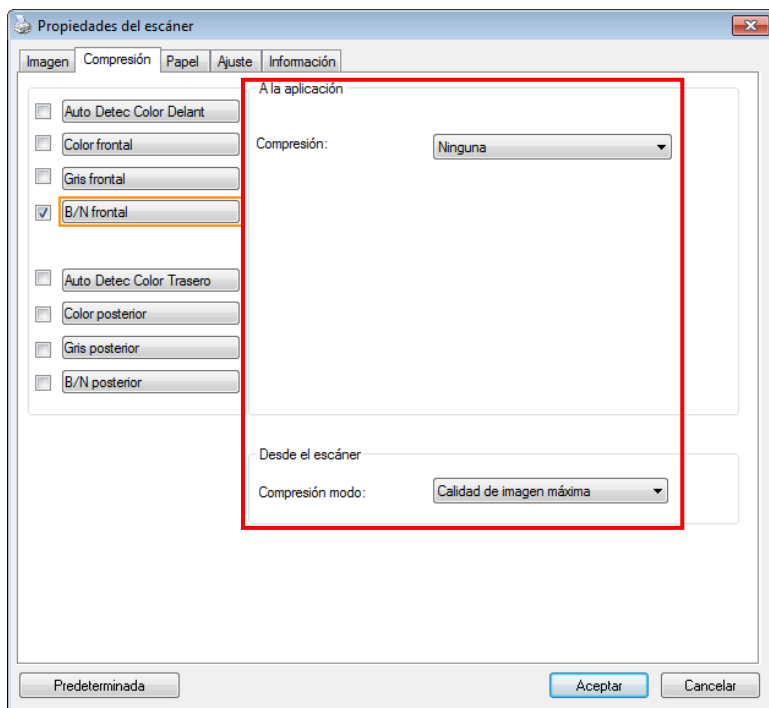 Propiedades del escáner
Imagen Compresión Papel Ajuste Información
Auto Detec Color Delant
Color frontal
Gris frontal
B/N frontal
Auto Detec Color Trasero
Color posterior
Gris posterior
B/N posterior
A la aplicación
Compresión: Ninguna
Desde el escáner
Compresión modo: Calidad de imagen máxima
Predeterminada Aceptar Cancelar